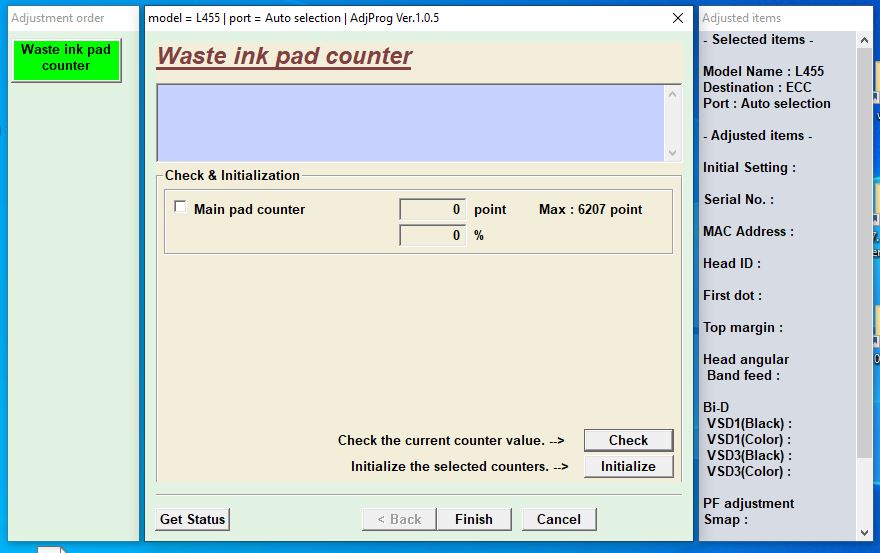 Adjustment order
Waste ink pad
counter
model = L455 | port = Auto selection | AdjProg Ver.1.0.5
Waste ink pad counter
Check & Initialization
Main pad counter
0 point
Max : 6207 point
0 %
Check the current counter value. -->
Check
Initialize the selected counters. -->
Initialize
Get Status
< Back
Finish
Cancel
Adjusted items
- Selected items -
Model Name : L455
Destination : ECC
Port : Auto selection
- Adjusted items -
Initial Setting :
Serial No. :
MAC Address :
Head ID :
First dot :
Top margin :
Head angular
Band feed :
Bi-D
VSD1(Black) :
VSD1(Color) :
VSD3(Black) :
VSD3(Color) :
PF adjustment
Smap :